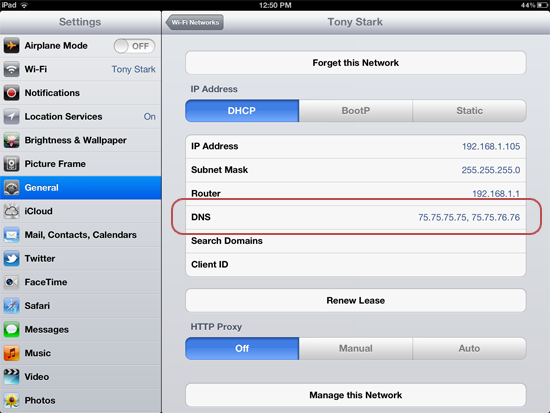 iPad 12:50 PM 44%
Settings
Airplane Mode OFF
Wi-Fi Tony Stark
Notifications
Location Services On
Brightness & Wallpaper
Picture Frame
General
iCloud
Mail, Contacts, Calendars
Twitter
FaceTime
Safari
Messages
Music
Video
Photos
Wi-Fi Networks Tony Stark
Forget this Network
IP Address
DHCP BootP Static
IP Address 192.168.1.105
Subnet Mask 255.255.255.0
Router 192.168.1.1
DNS 75.75.75.75, 75.75.76.76
Search Domains
Client ID
Renew Lease
HTTP Proxy
Off Manual Auto
Manage this Network